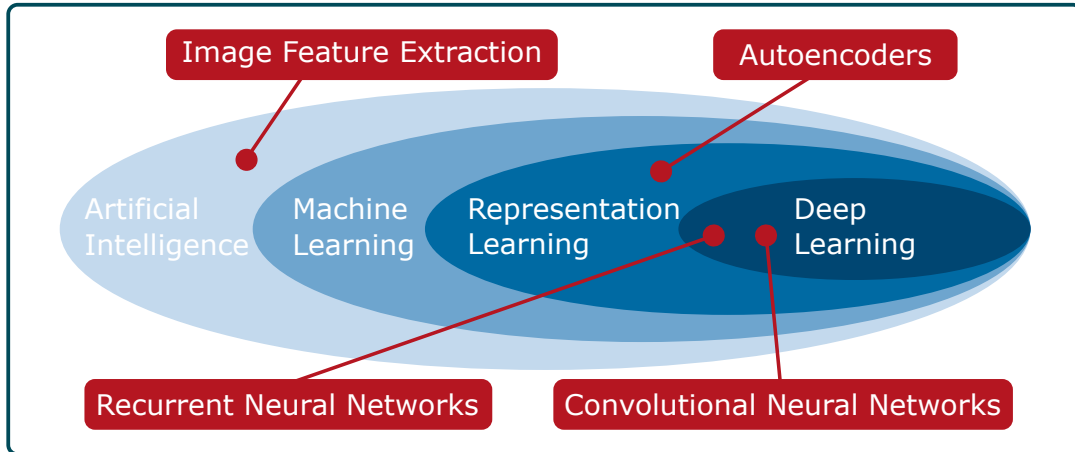 Image Feature Extraction
Autoencoders
Artificial
Intelligence
Machine
Learning
Representation
Learning
Deep
Learning
Recurrent Neural Networks
Convolutional Neural Networks